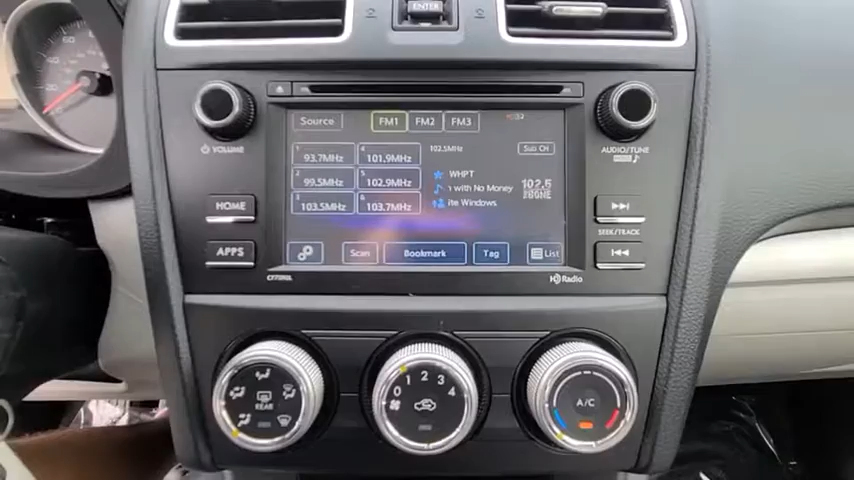 ENTER
Source FM1 FM2 FM3
VOLUME
AUDIO/TUNE
1 93.7MHz 4 101.9MHz 102.5MHz Sub CH
2 99.5MHz 5 102.9MHz WHPT 102.5
3 103.5MHz 6 103.7MHz with No Money
ite Windows
HOME
SEEK/TRACK
APPS
Scan Bookmark Tag List
HD Radio
REAR
0 1 2 3 4
A/C